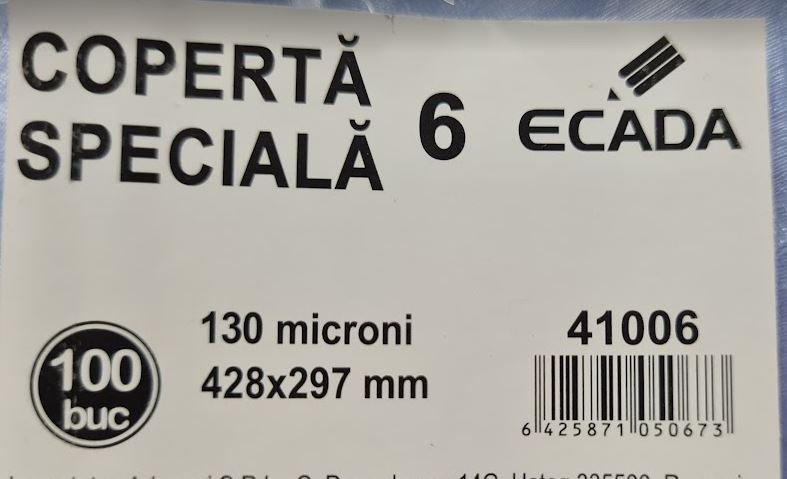 COPERTĂ
SPECIALĂ
6
ECADA
100
buc
130 microni
428x297 mm
41006
6 425871 050673